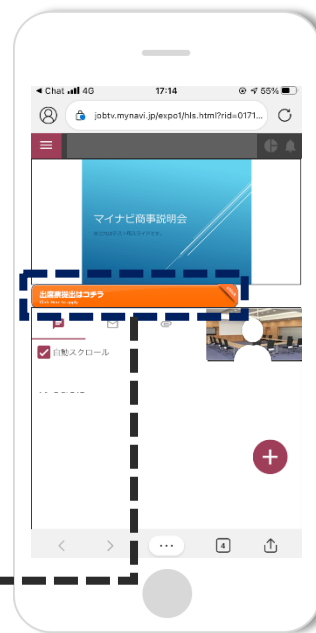 ◀ Chat 4G 17:14 55%
jobtv.mynavi.jp/expo1/hls.html?rid=0171...
マイナビ商事説明会
出席票提出はコチラ
自動スクロール
4